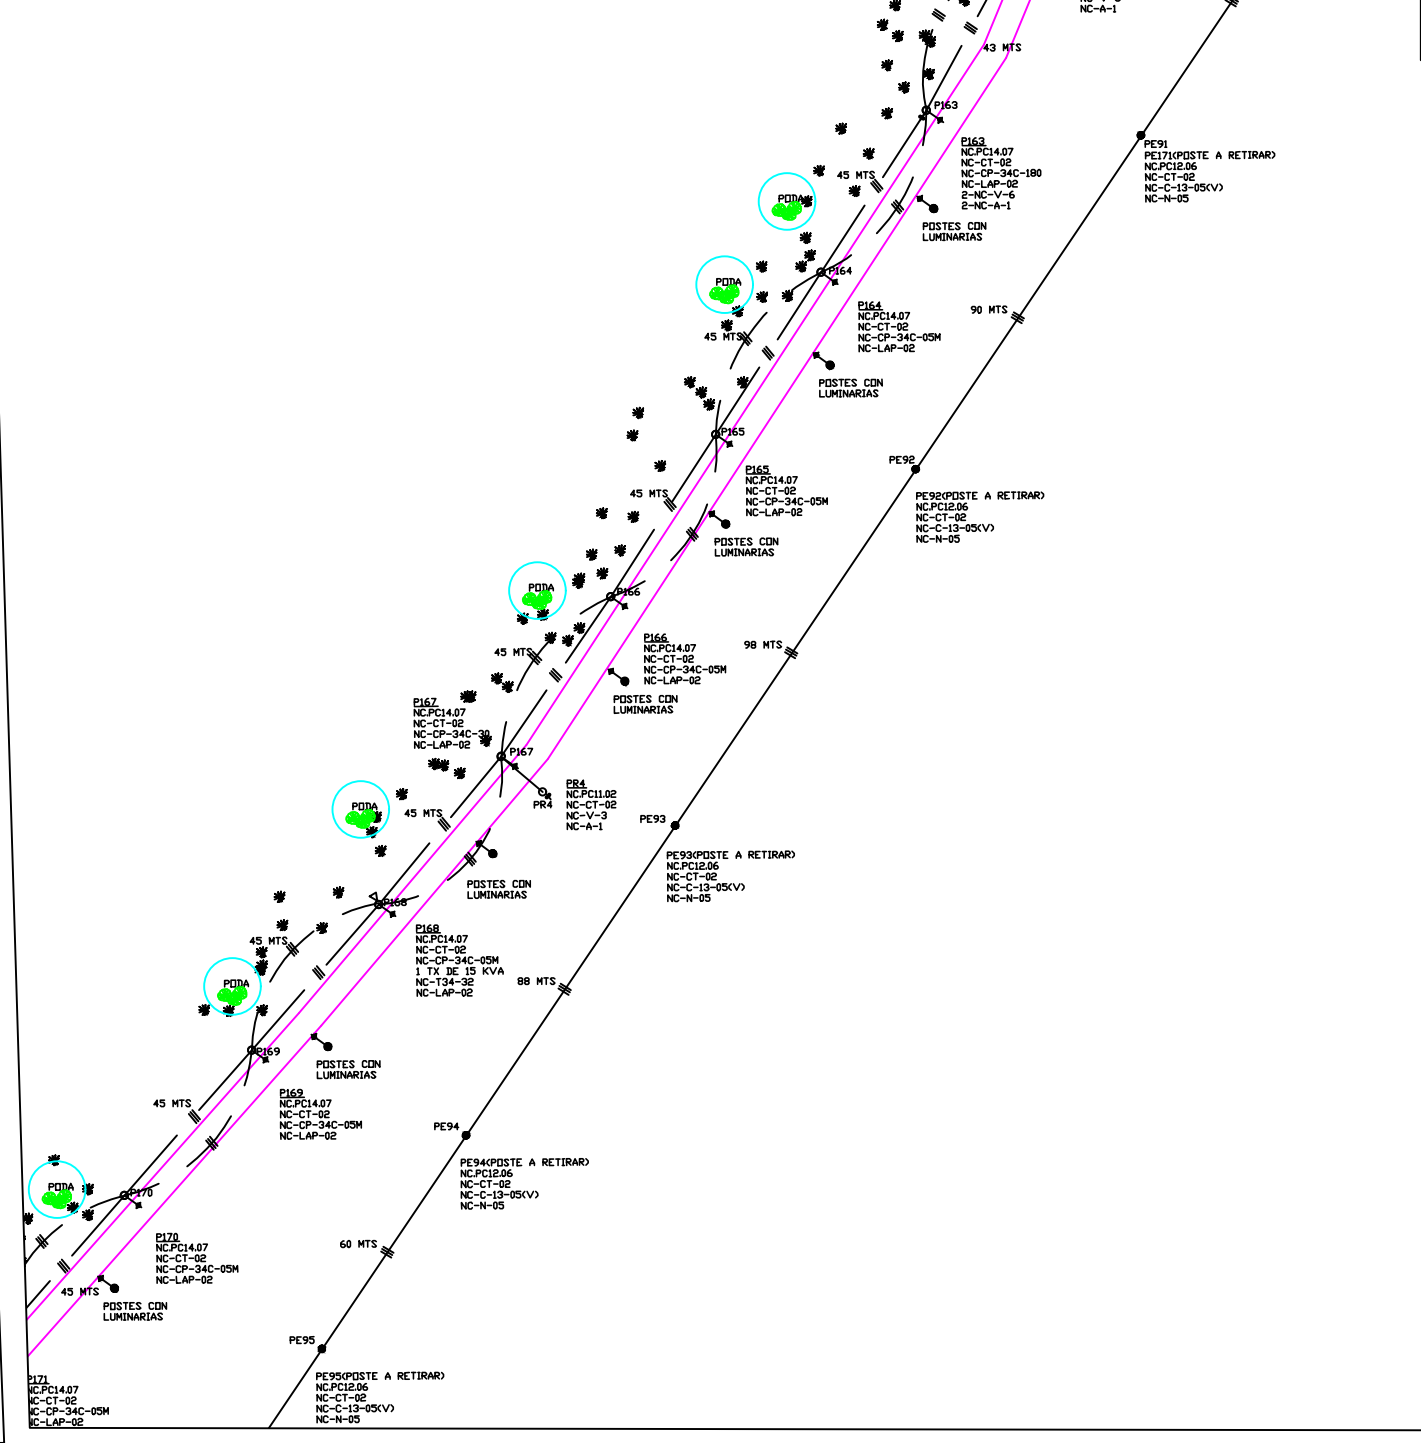 NC-A-1
43 MTS
P163
P163
NC.PC14.07
NC-CT-02
NC-CP-34C-180
NC-LAP-02
2-NC-V-6
2-NC-A-1
PE91
PE171(POSTE A RETIRAR)
NC.PC12.06
NC-CT-02
NC-C-13-05(V)
NC-N-05
45 MTS
PODA
POSTES CON
LUMINARIAS
P164
PODA
P164
NC.PC14.07
NC-CT-02
NC-CP-34C-05M
NC-LAP-02
90 MTS
45 MTS
POSTES CON
LUMINARIAS
P165
PE92
P165
NC.PC14.07
NC-CT-02
NC-CP-34C-05M
NC-LAP-02
45 MTS
PE92(POSTE A RETIRAR)
NC.PC12.06
NC-CT-02
NC-C-13-05(V)
NC-N-05
POSTES CON
LUMINARIAS
PODA
P166
P166
NC.PC14.07
NC-CT-02
NC-CP-34C-05M
NC-LAP-02
98 MTS
45 MTS
POSTES CON
LUMINARIAS
P167
NC.PC14.07
NC-CT-02
NC-CP-34C-30
NC-LAP-02
P167
PR4
PR4
NC.PC11.02
NC-CT-02
NC-V-3
NC-A-1
PODA
45 MTS
PE93
PE93(POSTE A RETIRAR)
NC.PC12.06
NC-CT-02
NC-C-13-05(V)
NC-N-05
POSTES CON
LUMINARIAS
P168
P168
NC.PC14.07
NC-CT-02
NC-CP-34C-05M
1 TX DE 15 KVA
NC-T34-32
NC-LAP-02
45 MTS
PODA
88 MTS
P169
POSTES CON
LUMINARIAS
P169
NC.PC14.07
NC-CT-02
NC-CP-34C-05M
NC-LAP-02
45 MTS
PE94
PE94(POSTE A RETIRAR)
NC.PC12.06
NC-CT-02
NC-C-13-05(V)
NC-N-05
PODA
P170
P170
NC.PC14.07
NC-CT-02
NC-CP-34C-05M
NC-LAP-02
60 MTS
45 MTS
POSTES CON
LUMINARIAS
PE95
PE95(POSTE A RETIRAR)
NC.PC12.06
NC-CT-02
NC-C-13-05(V)
NC-N-05
P171
NC.PC14.07
NC-CT-02
NC-CP-34C-05M
NC-LAP-02